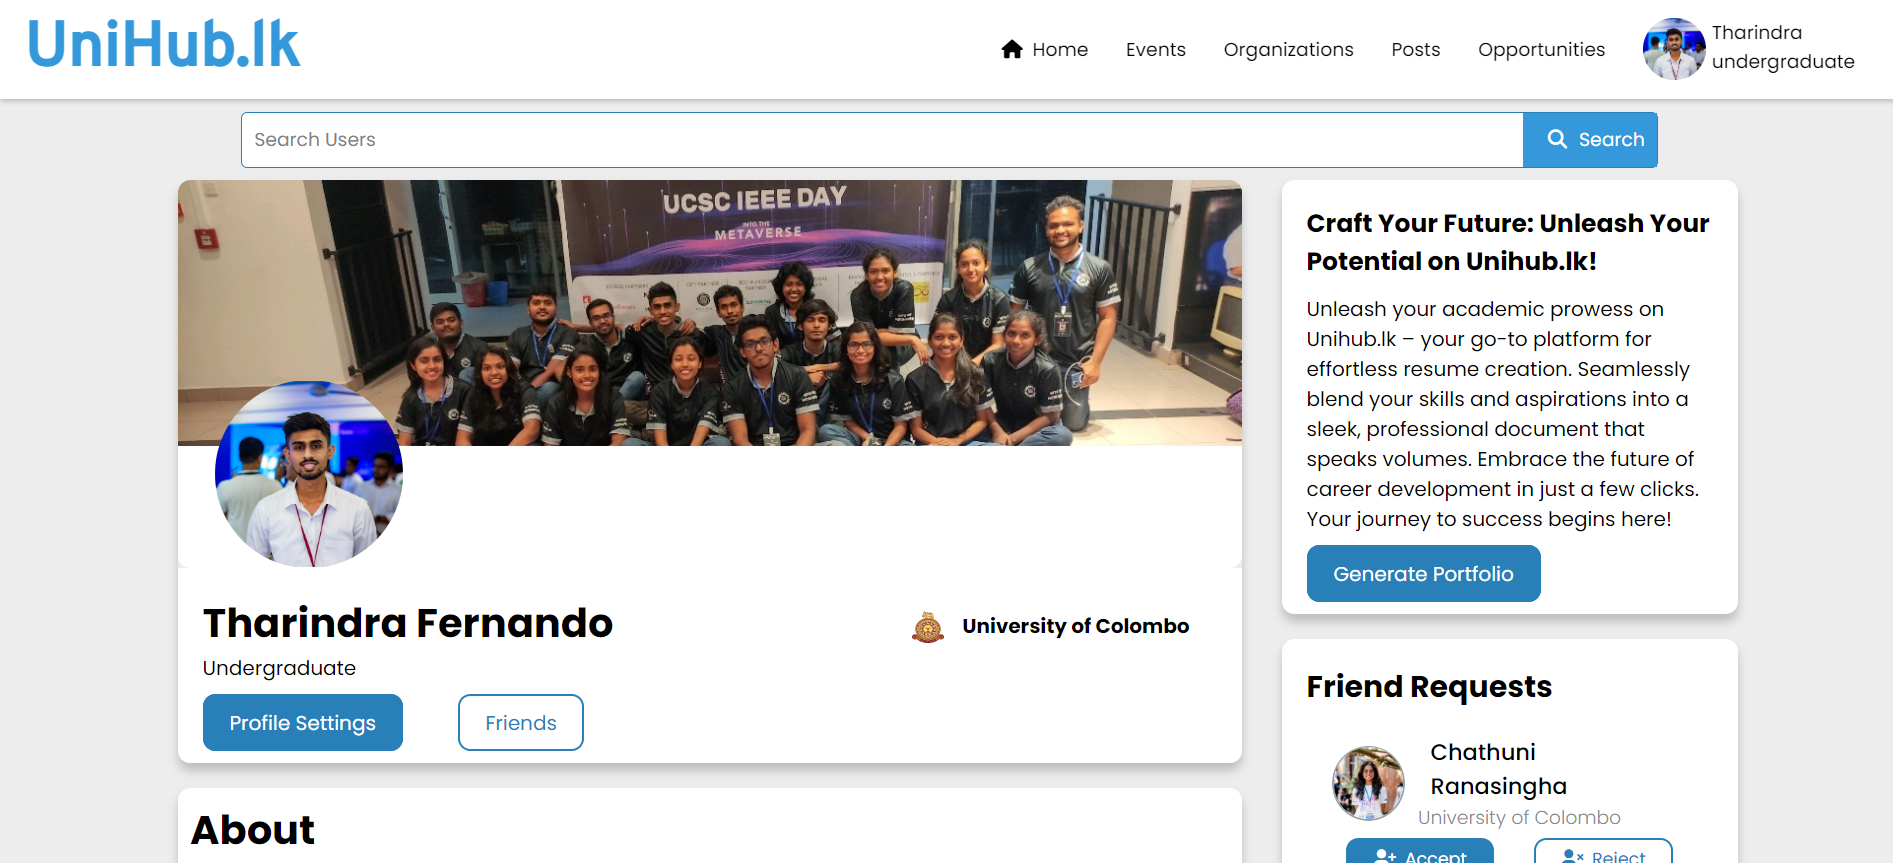 UniHub.lk
Home
Events
Organizations
Posts
Opportunities
Tharindra
undergraduate
Search Users
Search
UCSC IEEE DAY
INTO THE
METAVERSE
Tharindra Fernando
Undergraduate
University of Colombo
Profile Settings
Friends
About
Craft Your Future: Unleash Your
Potential on Unihub.lk!
Unleash your academic prowess on
Unihub.lk – your go-to platform for
effortless resume creation. Seamlessly
blend your skills and aspirations into a
sleek, professional document that
speaks volumes. Embrace the future of
career development in just a few clicks.
Your journey to success begins here!
Generate Portfolio
Friend Requests
Chathuni
Ranasingha
University of Colombo
Accept
Reject